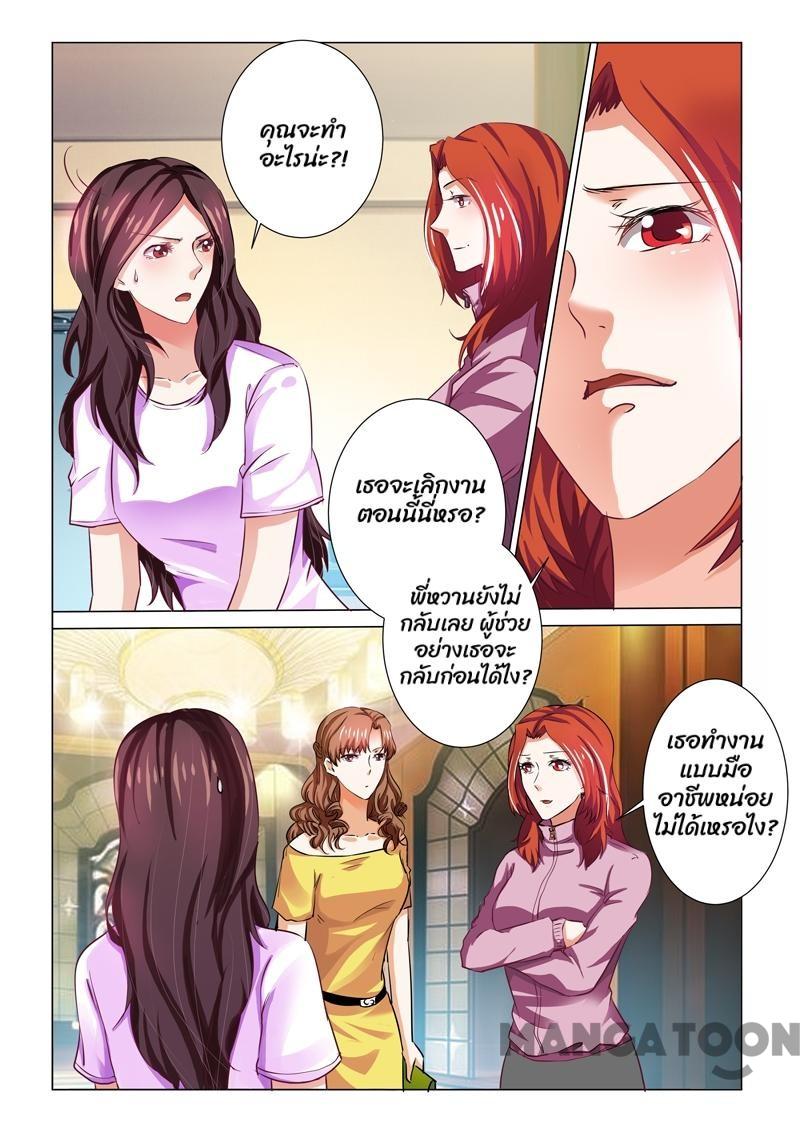 คุณจะทำ
อะไรน่ะ?!
เธอจะเลิกงาน
ตอนนี้นี่หรอ?
พี่หวานยังไม่
กลับเลย ผู้ช่วย
อย่างเธอจะ
กลับก่อนได้ไง?
เธอทำงาน
แบบมือ
อาชีพหน่อย
ไม่ได้เหรอไง?
MANGATOON